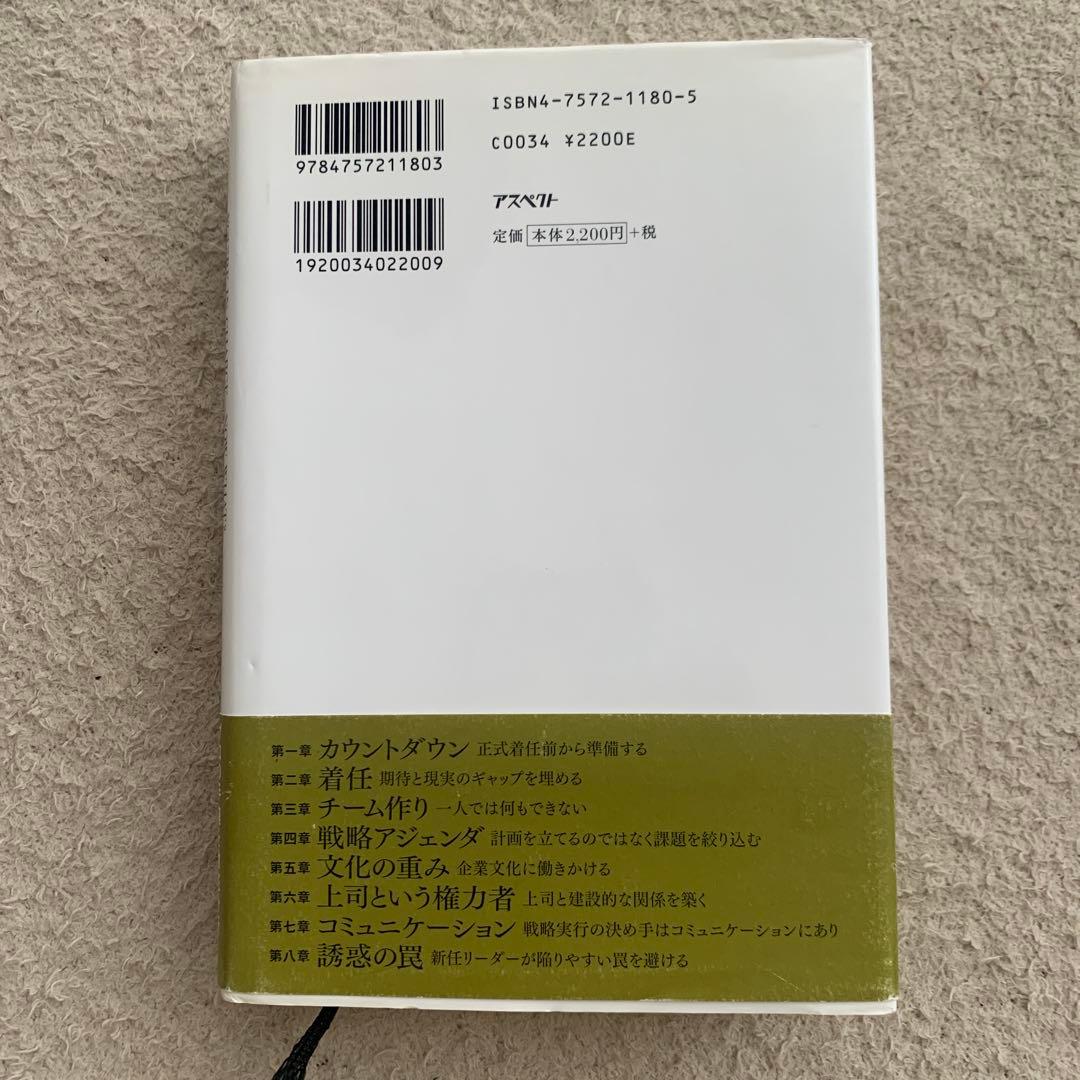 9784757211803
1920034022009
ISBN4-7572-1180-5
C0034 ¥2200E
アスペクト
定価 本体2,200円+税
第一章 カウントダウン 正式着任前から準備する
第二章 着任 期待と現実のギャップを埋める
第三章 チーム作り 一人では何もできない
第四章 戦略アジェンダ 計画を立てるのではなく課題を絞り込む
第五章 文化の重み 企業文化に働きかける
第六章 上司という権力者 上司と建設的な関係を築く
第七章 コミュニケーション 戦略実行の決め手はコミュニケーションにあり
第八章 誘惑の罠 新任リーダーが陥りやすい罠を避ける